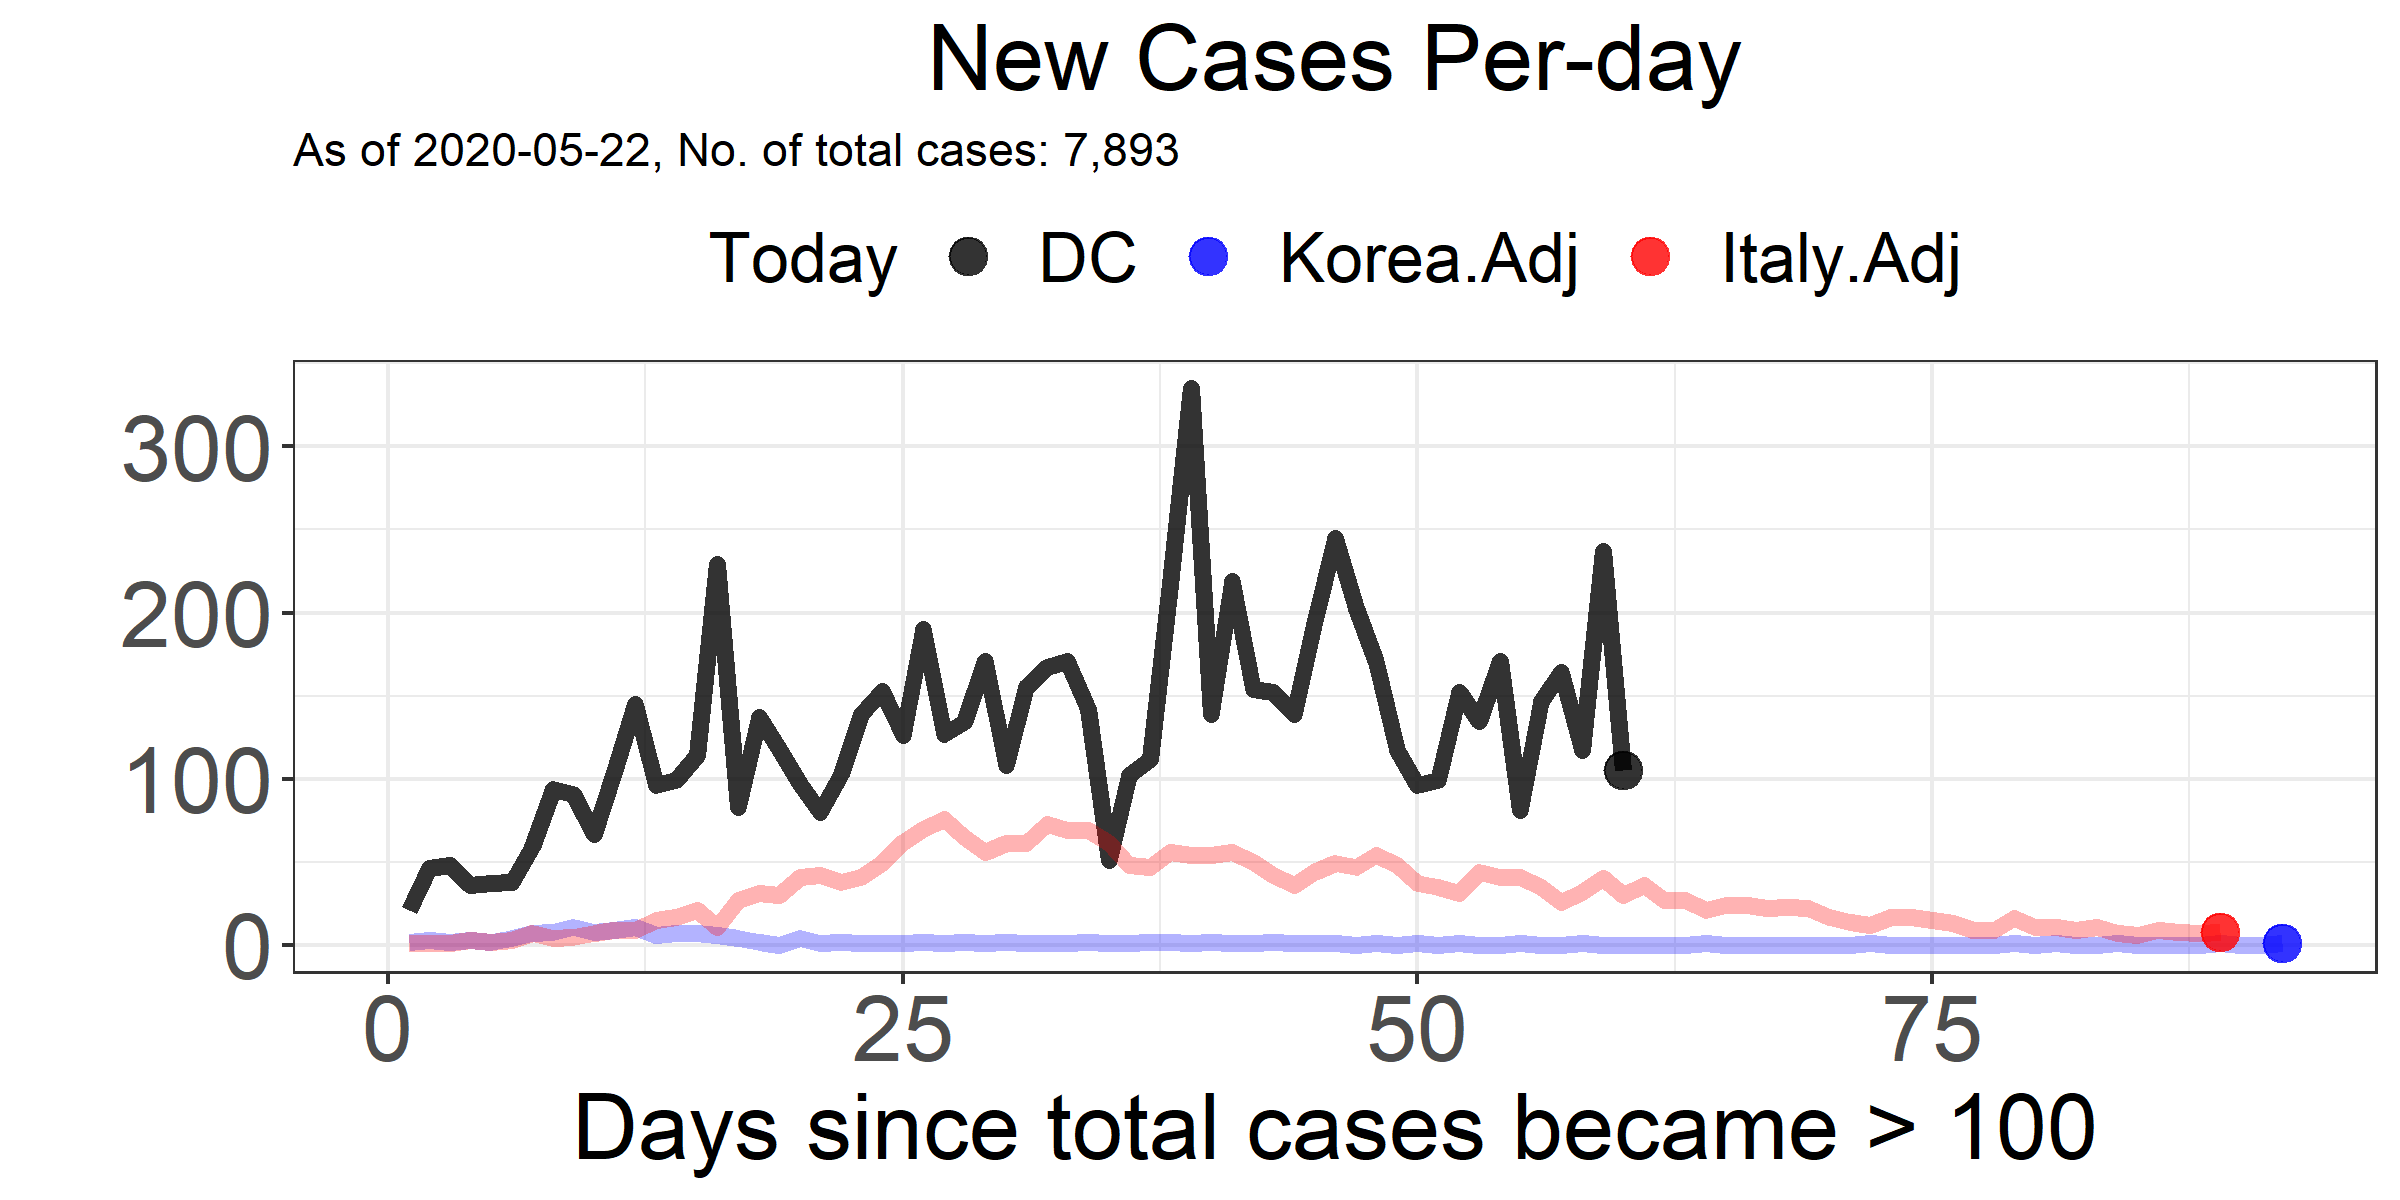 New Cases Per-day
As of 2020-05-22, No. of total cases: 7,893
Today DC Korea.Adj Italy.Adj
300
200
100
0
0 25 50 75
Days since total cases became > 100